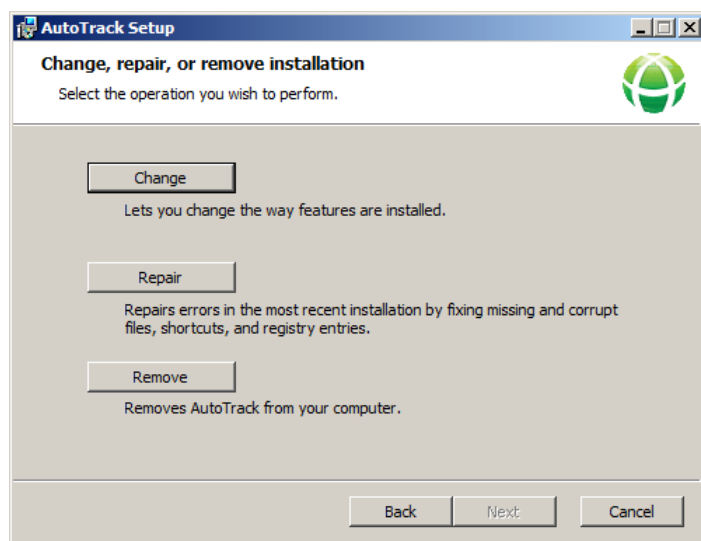 AutoTrack Setup
Change, repair, or remove installation
Select the operation you wish to perform.
Change
Lets you change the way features are installed.
Repair
Repairs errors in the most recent installation by fixing missing and corrupt
files, shortcuts, and registry entries.
Remove
Removes AutoTrack from your computer.
Back Next Cancel